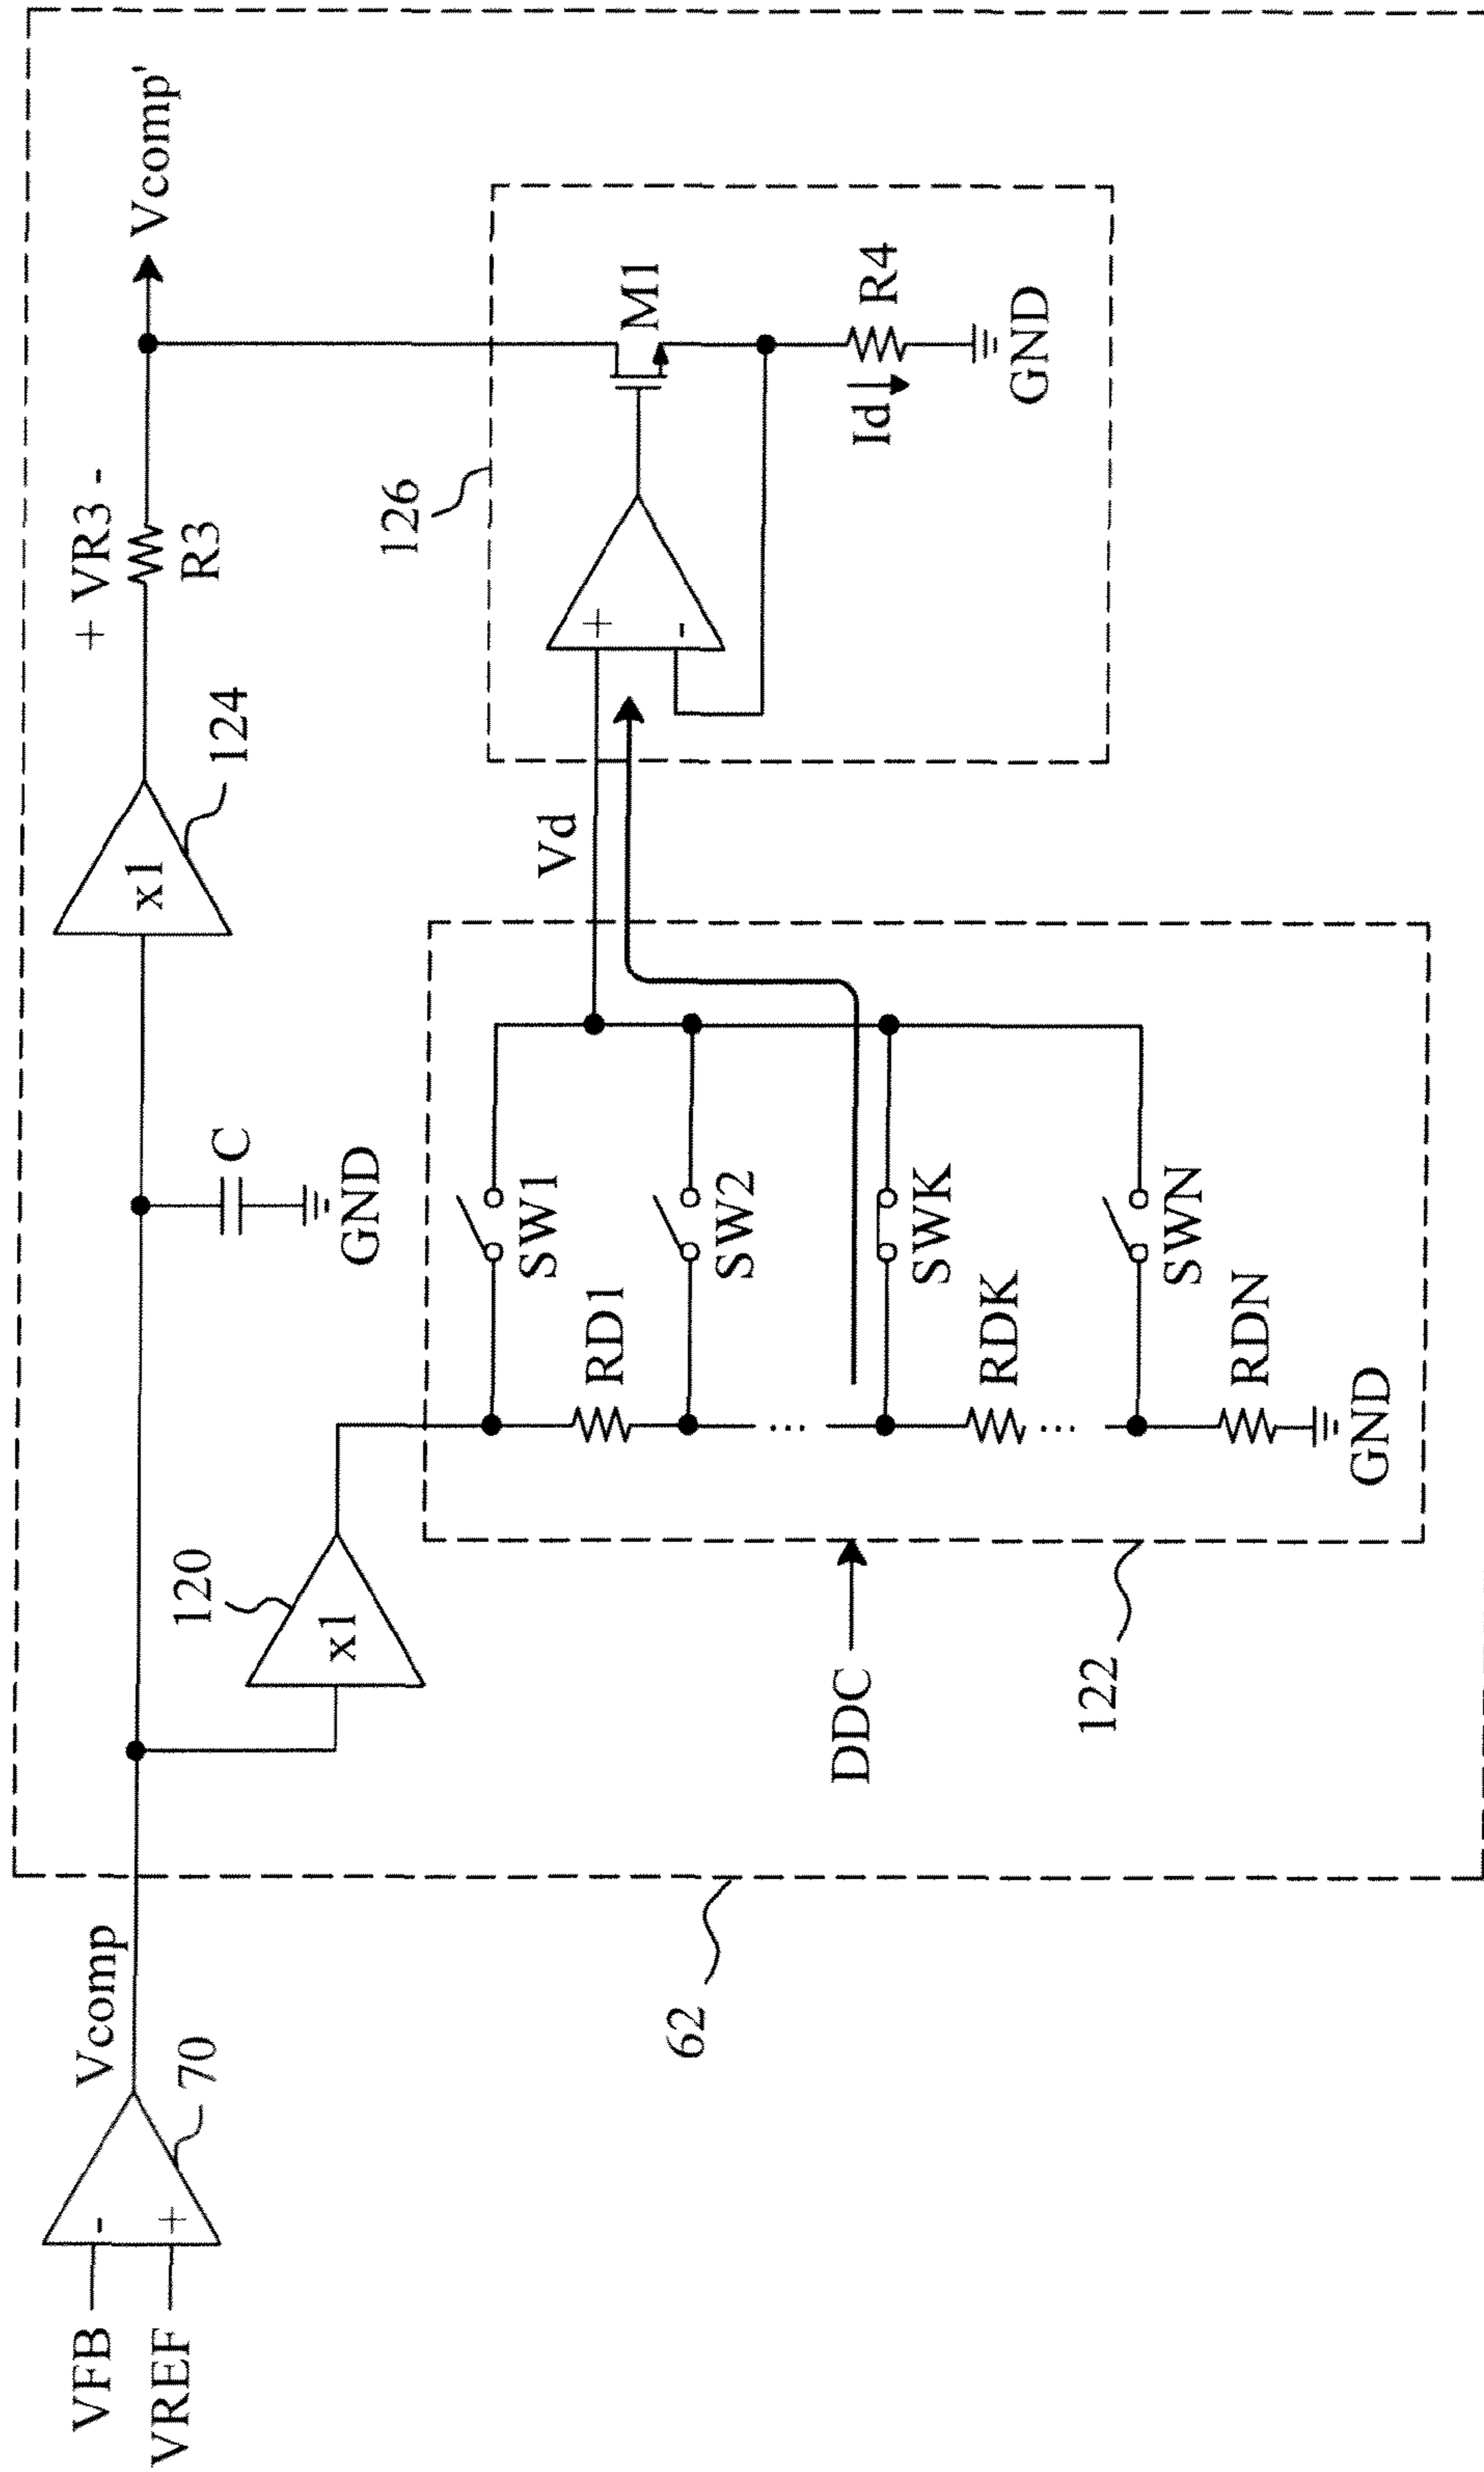 VFB
VREF
-
+
70
Vcomp
62
120
x1
C
GND
x1
124
+ VR3 -
R3
Vcomp'
DDC
122
SW1
RD1
SW2
...
SWK
RDK
...
SWN
RDN
GND
Vd
126
+
-
M1
Id
R4
GND